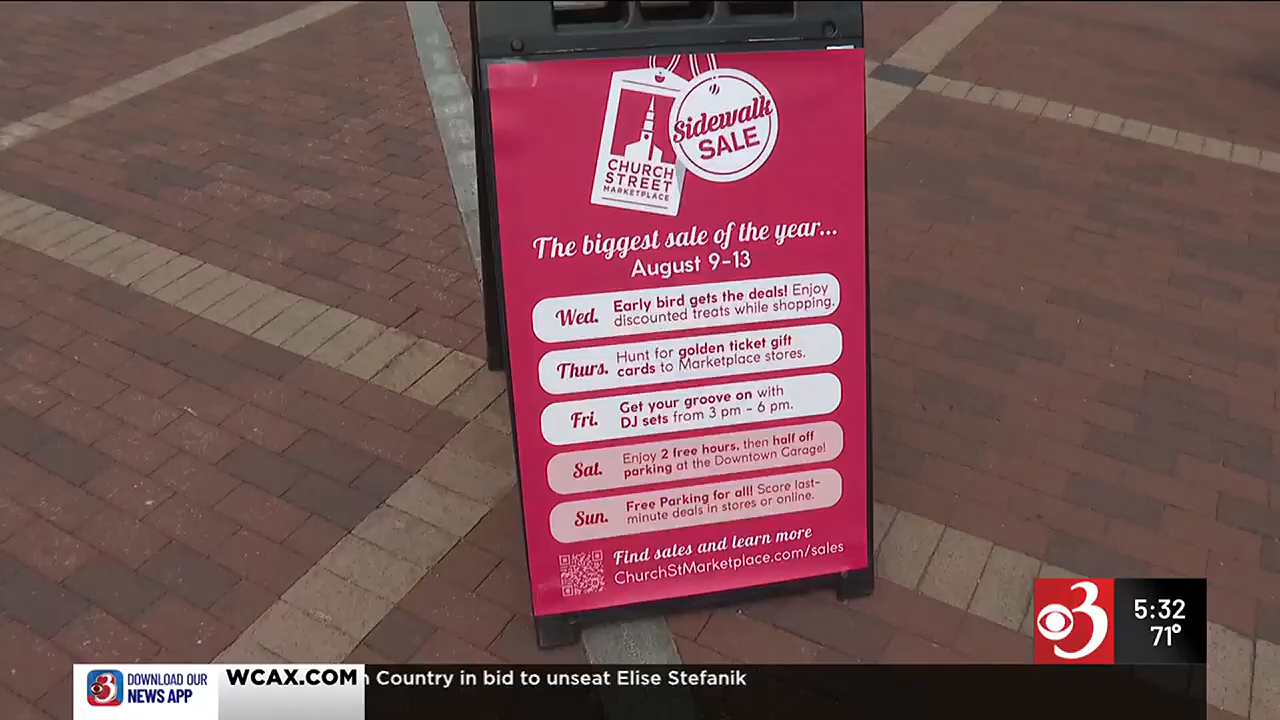 Sidewalk
SALE
CHURCH
STREET
MARKETPLACE
The biggest sale of the year...
August 9-13
Wed.
Early bird gets the deals! Enjoy
discounted treats while shopping.
Thurs.
Hunt for golden ticket gift
cards to Marketplace stores.
Fri.
Get your groove on with
DJ sets from 3 pm - 6 pm.
Sat.
Enjoy 2 free hours, then half off
parking at the Downtown Garage!
Sun.
Free Parking for all! Score last-
minute deals in stores or online.
Find sales and learn more
ChurchStMarketplace.com/sales
3
5:32
71°
3
DOWNLOAD OUR
NEWS APP
WCAX.COM
Country in bid to unseat Elise Stefanik